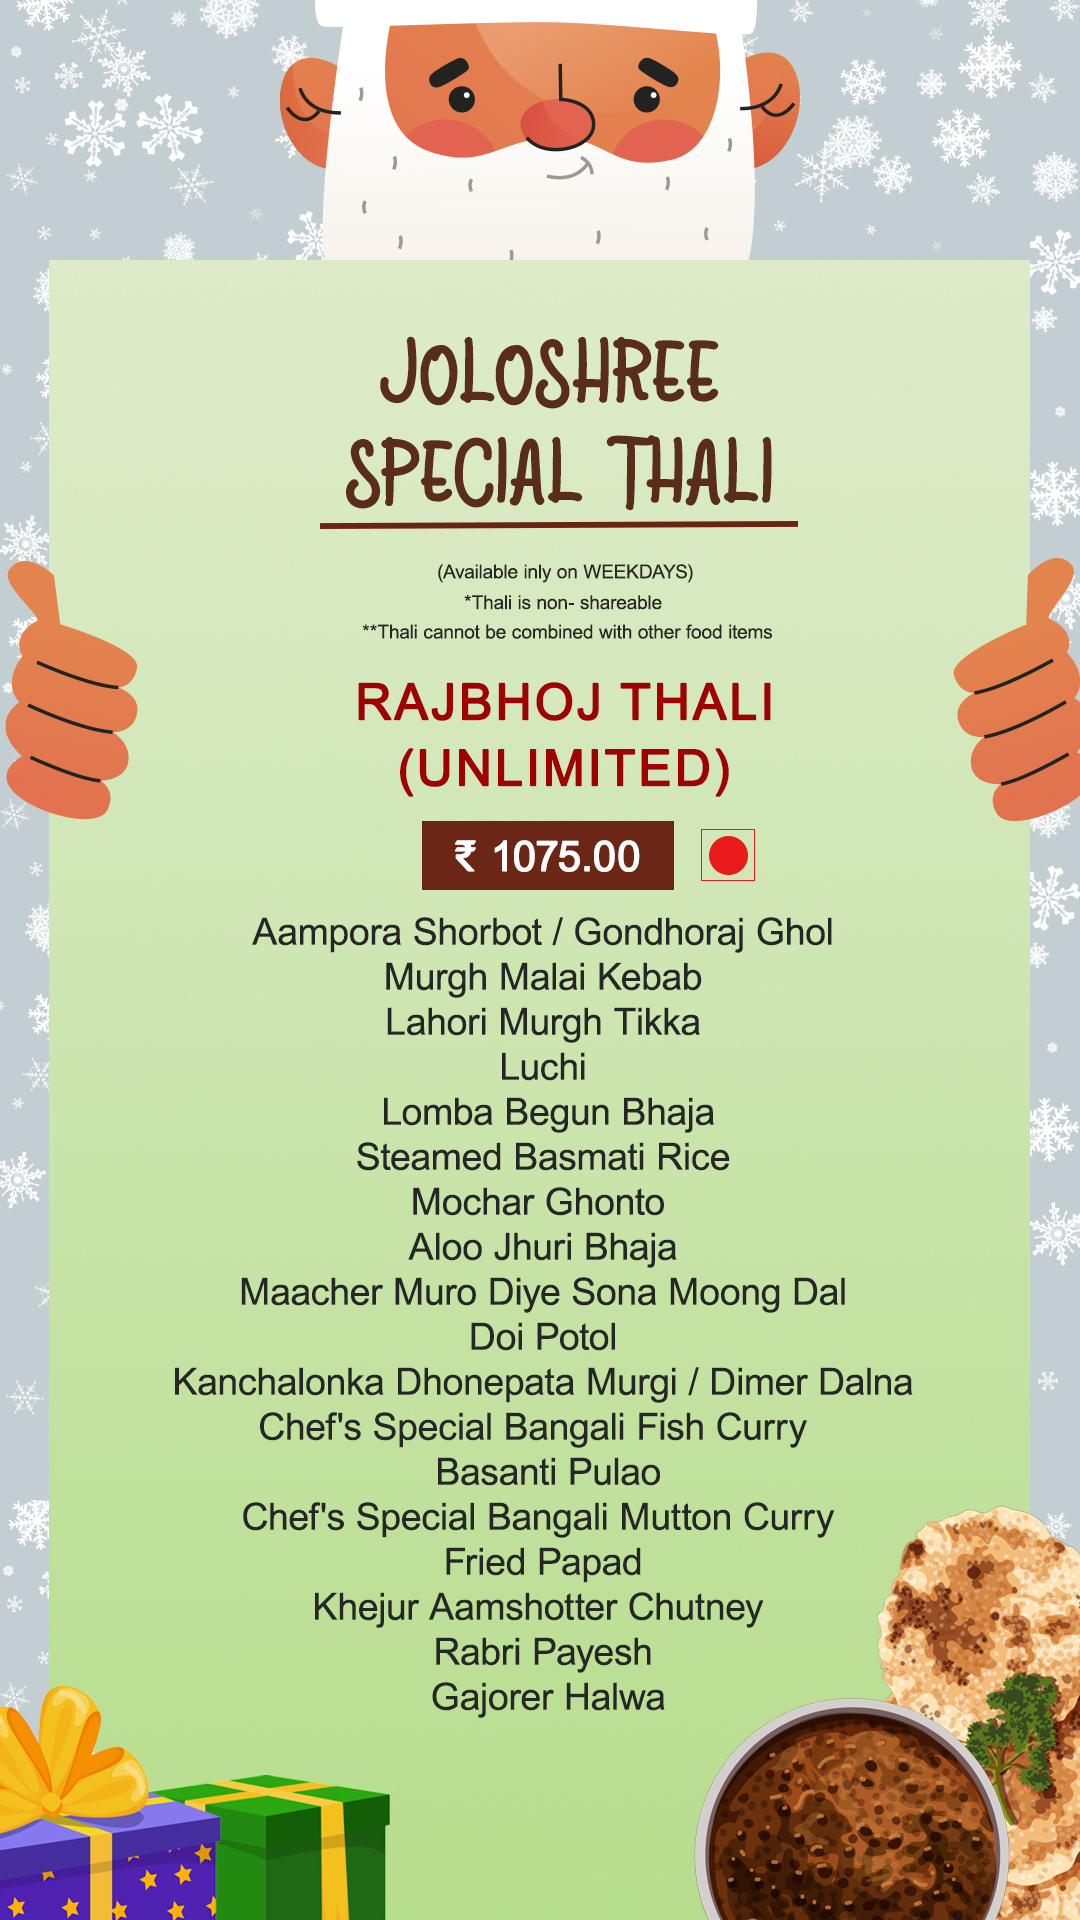 JOLOSHREE
SPECIAL THALI
(Available inly on WEEKDAYS)
*Thali is non- shareable
**Thali cannot be combined with other food items
RAJBHOJ THALI
(UNLIMITED)
₹ 1075.00
Aampora Shorbot / Gondhoraj Ghol
Murgh Malai Kebab
Lahori Murgh Tikka
Luchi
Lomba Begun Bhaja
Steamed Basmati Rice
Mochar Ghonto
Aloo Jhuri Bhaja
Maacher Muro Diye Sona Moong Dal
Doi Potol
Kanchalonka Dhonepata Murgi / Dimer Dalna
Chef's Special Bangali Fish Curry
Basanti Pulao
Chef's Special Bangali Mutton Curry
Fried Papad
Khejur Aamshotter Chutney
Rabri Payesh
Gajorer Halwa